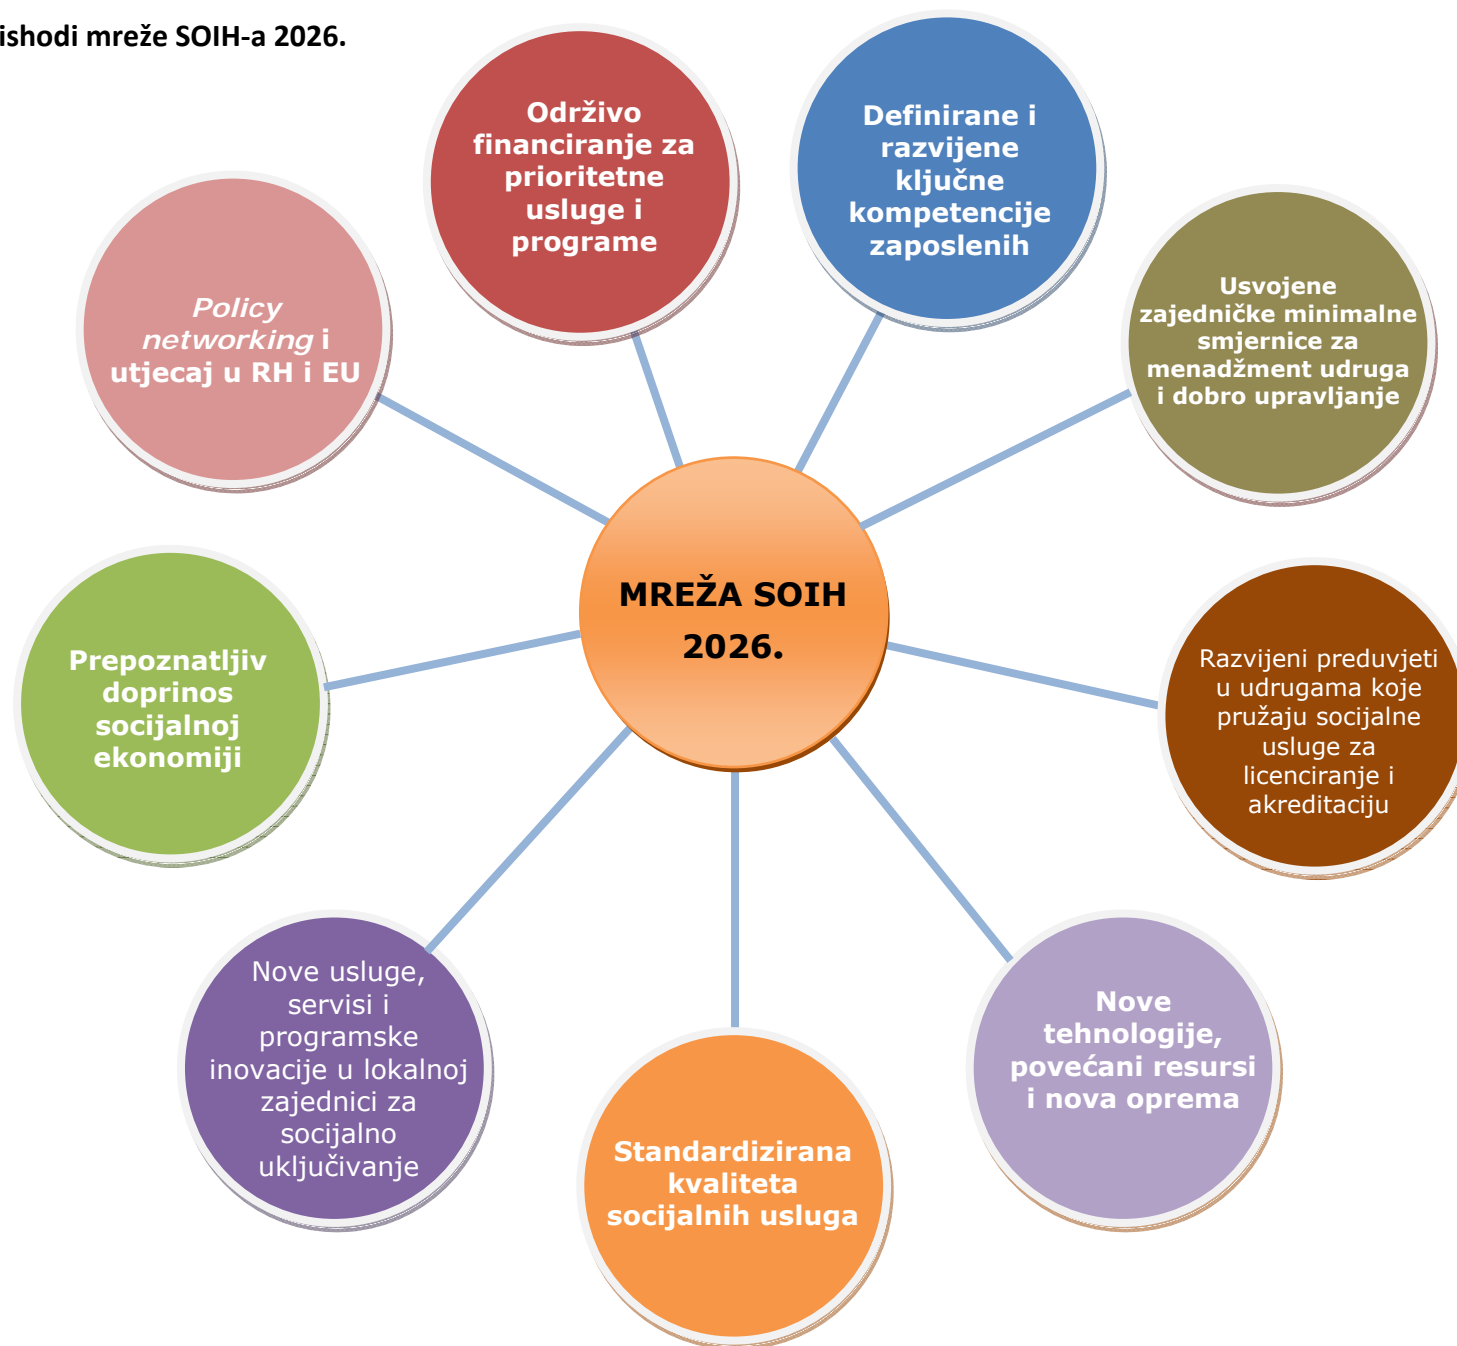 ishodi mreže SOIH-a 2026.
Održivo
financiranje za
prioritetne
usluge i
programe
Definirane i
razvijene
ključne
kompetencije
zaposlenih
Usvojene
zajedničke minimalne
smjernice za
menadžment udruga
i dobro upravljanje
Policy
networking i
utjecaj u RH i EU
MREŽA SOIH
2026.
Prepoznatljiv
doprinos
socijalnoj
ekonomiji
Razvijeni preduvjeti
u udrugama koje
pružaju socijalne
usluge za
licenciranje i
akreditaciju
Nove usluge,
servisi i
programske
inovacije u lokalnoj
zajednici za
socijalno
uključivanje
Nove
tehnologije,
povećani resursi
i nova oprema
Standardizirana
kvaliteta
socijalnih usluga